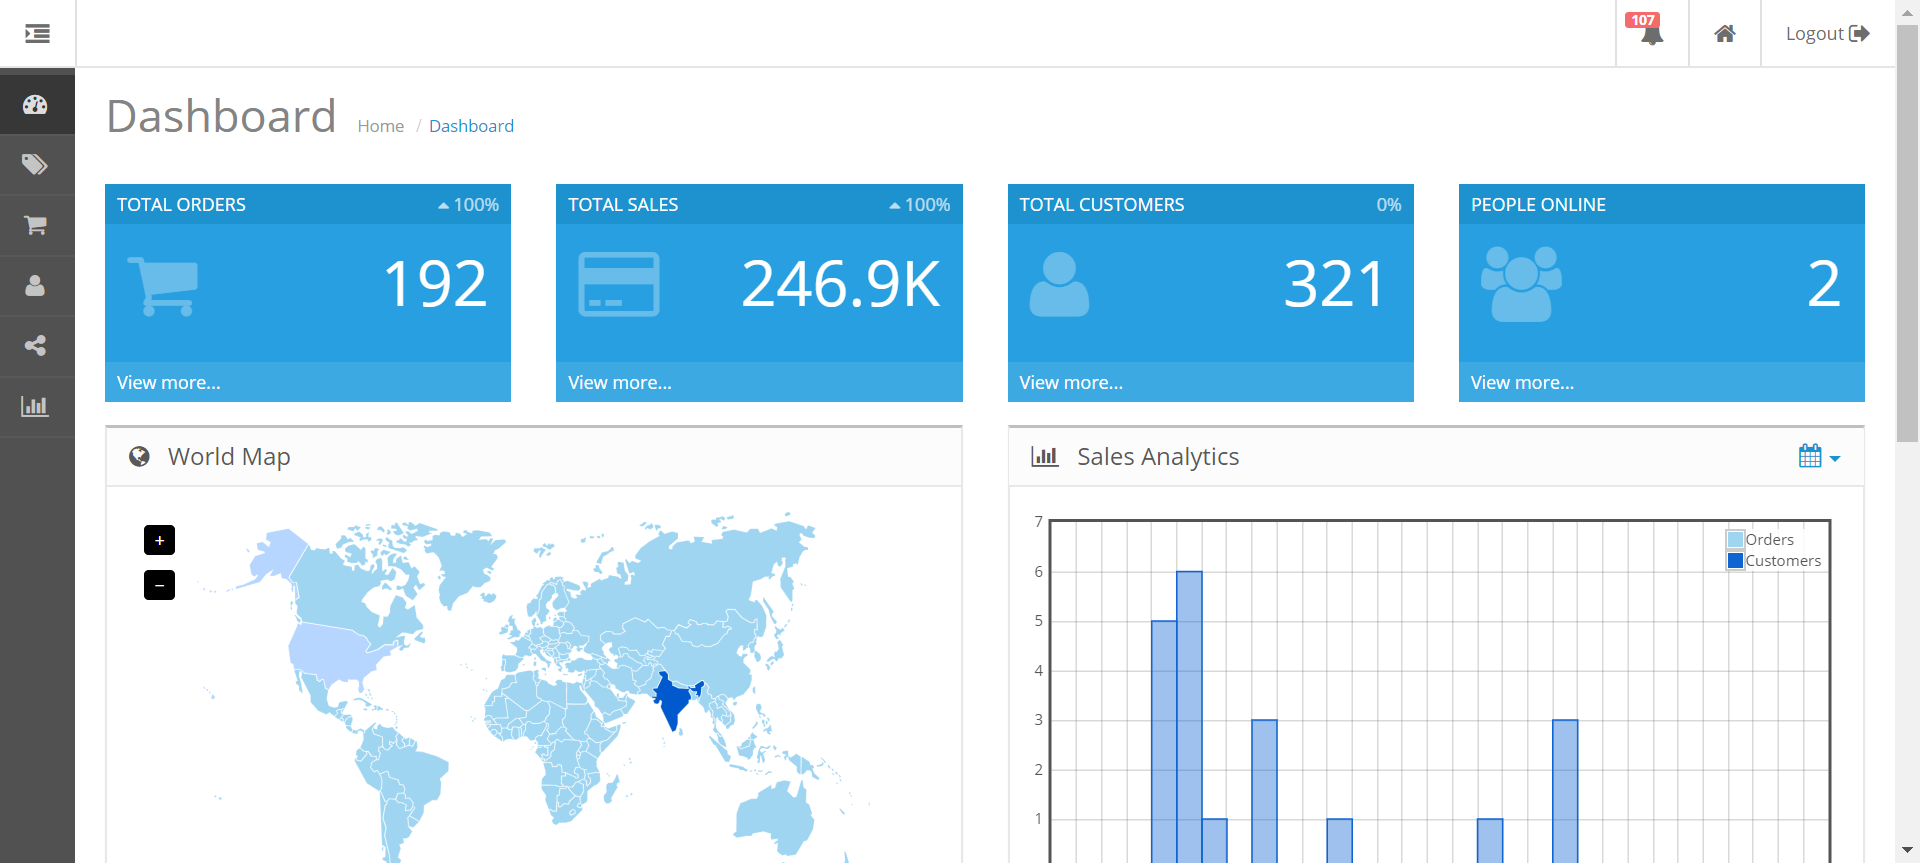 107
Logout
Dashboard
Home / Dashboard
TOTAL ORDERS 100%
192
View more...
TOTAL SALES 100%
246.9K
View more...
TOTAL CUSTOMERS 0%
321
View more...
PEOPLE ONLINE
2
View more...
World Map
+
−
Sales Analytics
7
6
5
4
3
2
1
Orders
Customers